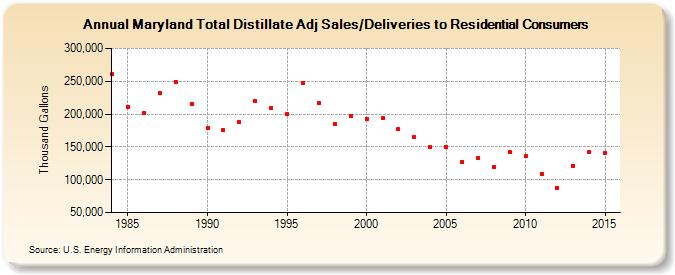 Annual Maryland Total Distillate Adj Sales/Deliveries to Residential Consumers
Thousand Gallons
300,000
250,000
200,000
150,000
100,000
50,000
1985 1990 1995 2000 2005 2010 2015
Source: U.S. Energy Information Administration